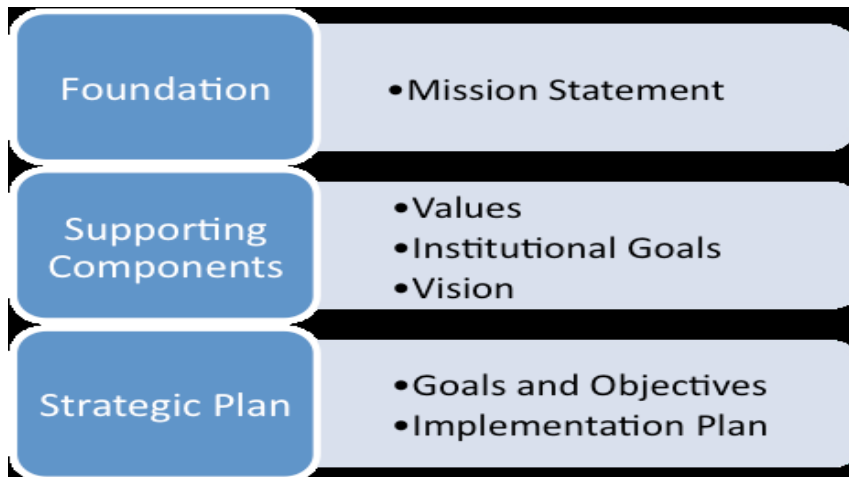 Foundation
•Mission Statement
Supporting
Components
•Values
•Institutional Goals
•Vision
Strategic Plan
•Goals and Objectives
•Implementation Plan